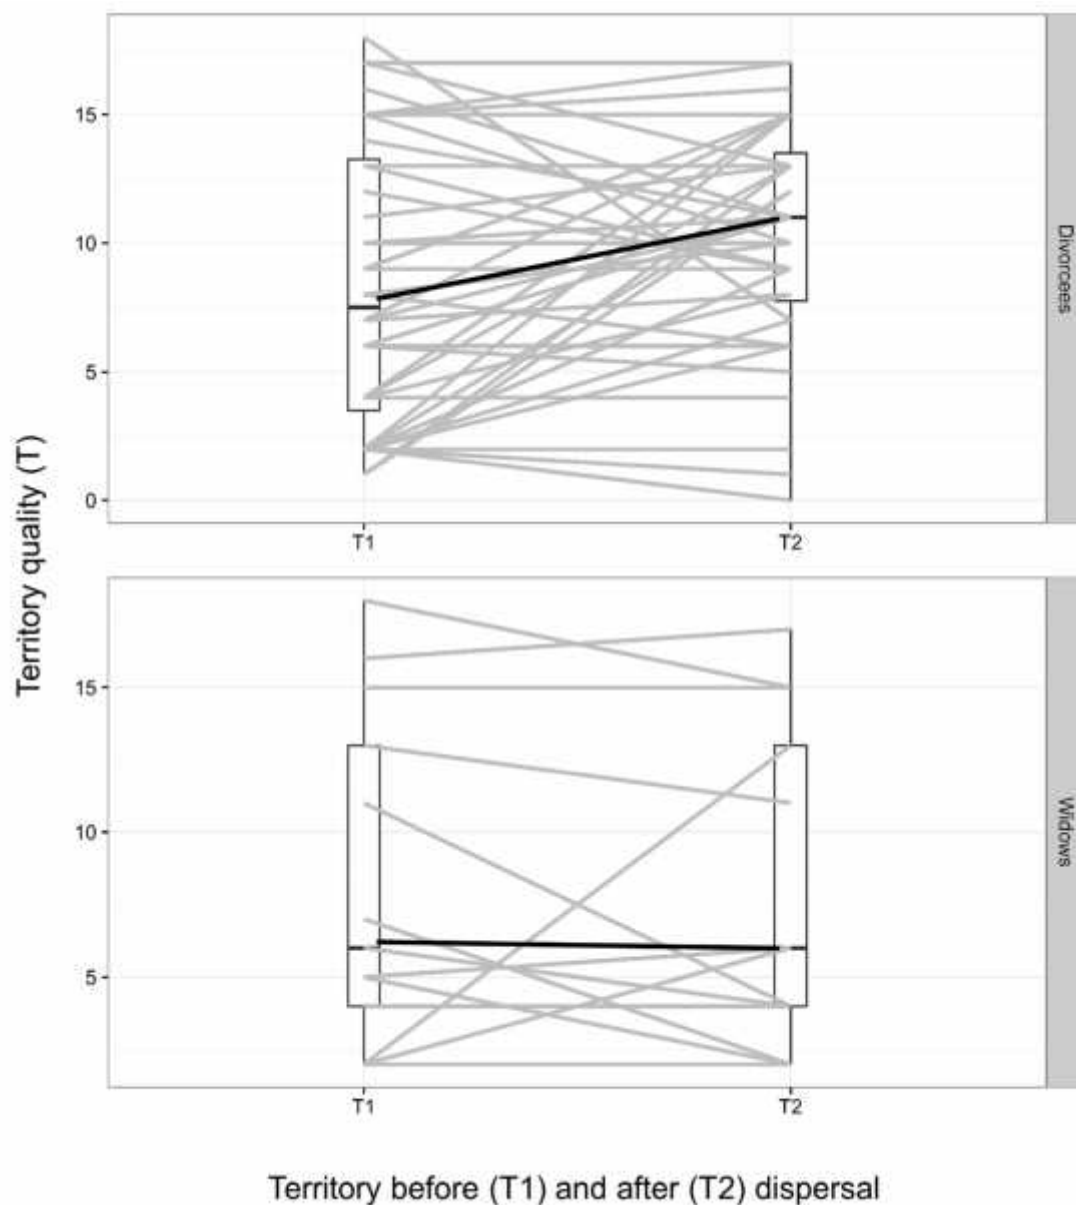 Territory quality (T)
15
10
5
0
T1
T2
Divorcees
15
10
5
T1
T2
Widows
Territory before (T1) and after (T2) dispersal